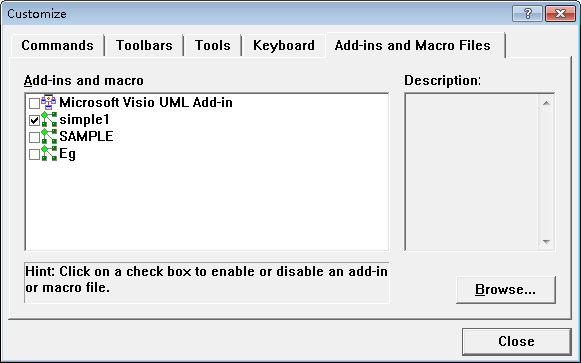 Customize
Commands
Toolbars
Tools
Keyboard
Add-ins and Macro Files
Add-ins and macro
Description:
Microsoft Visio UML Add-in
simple1
SAMPLE
Eg
Hint: Click on a check box to enable or disable an add-in
or macro file.
Browse...
Close